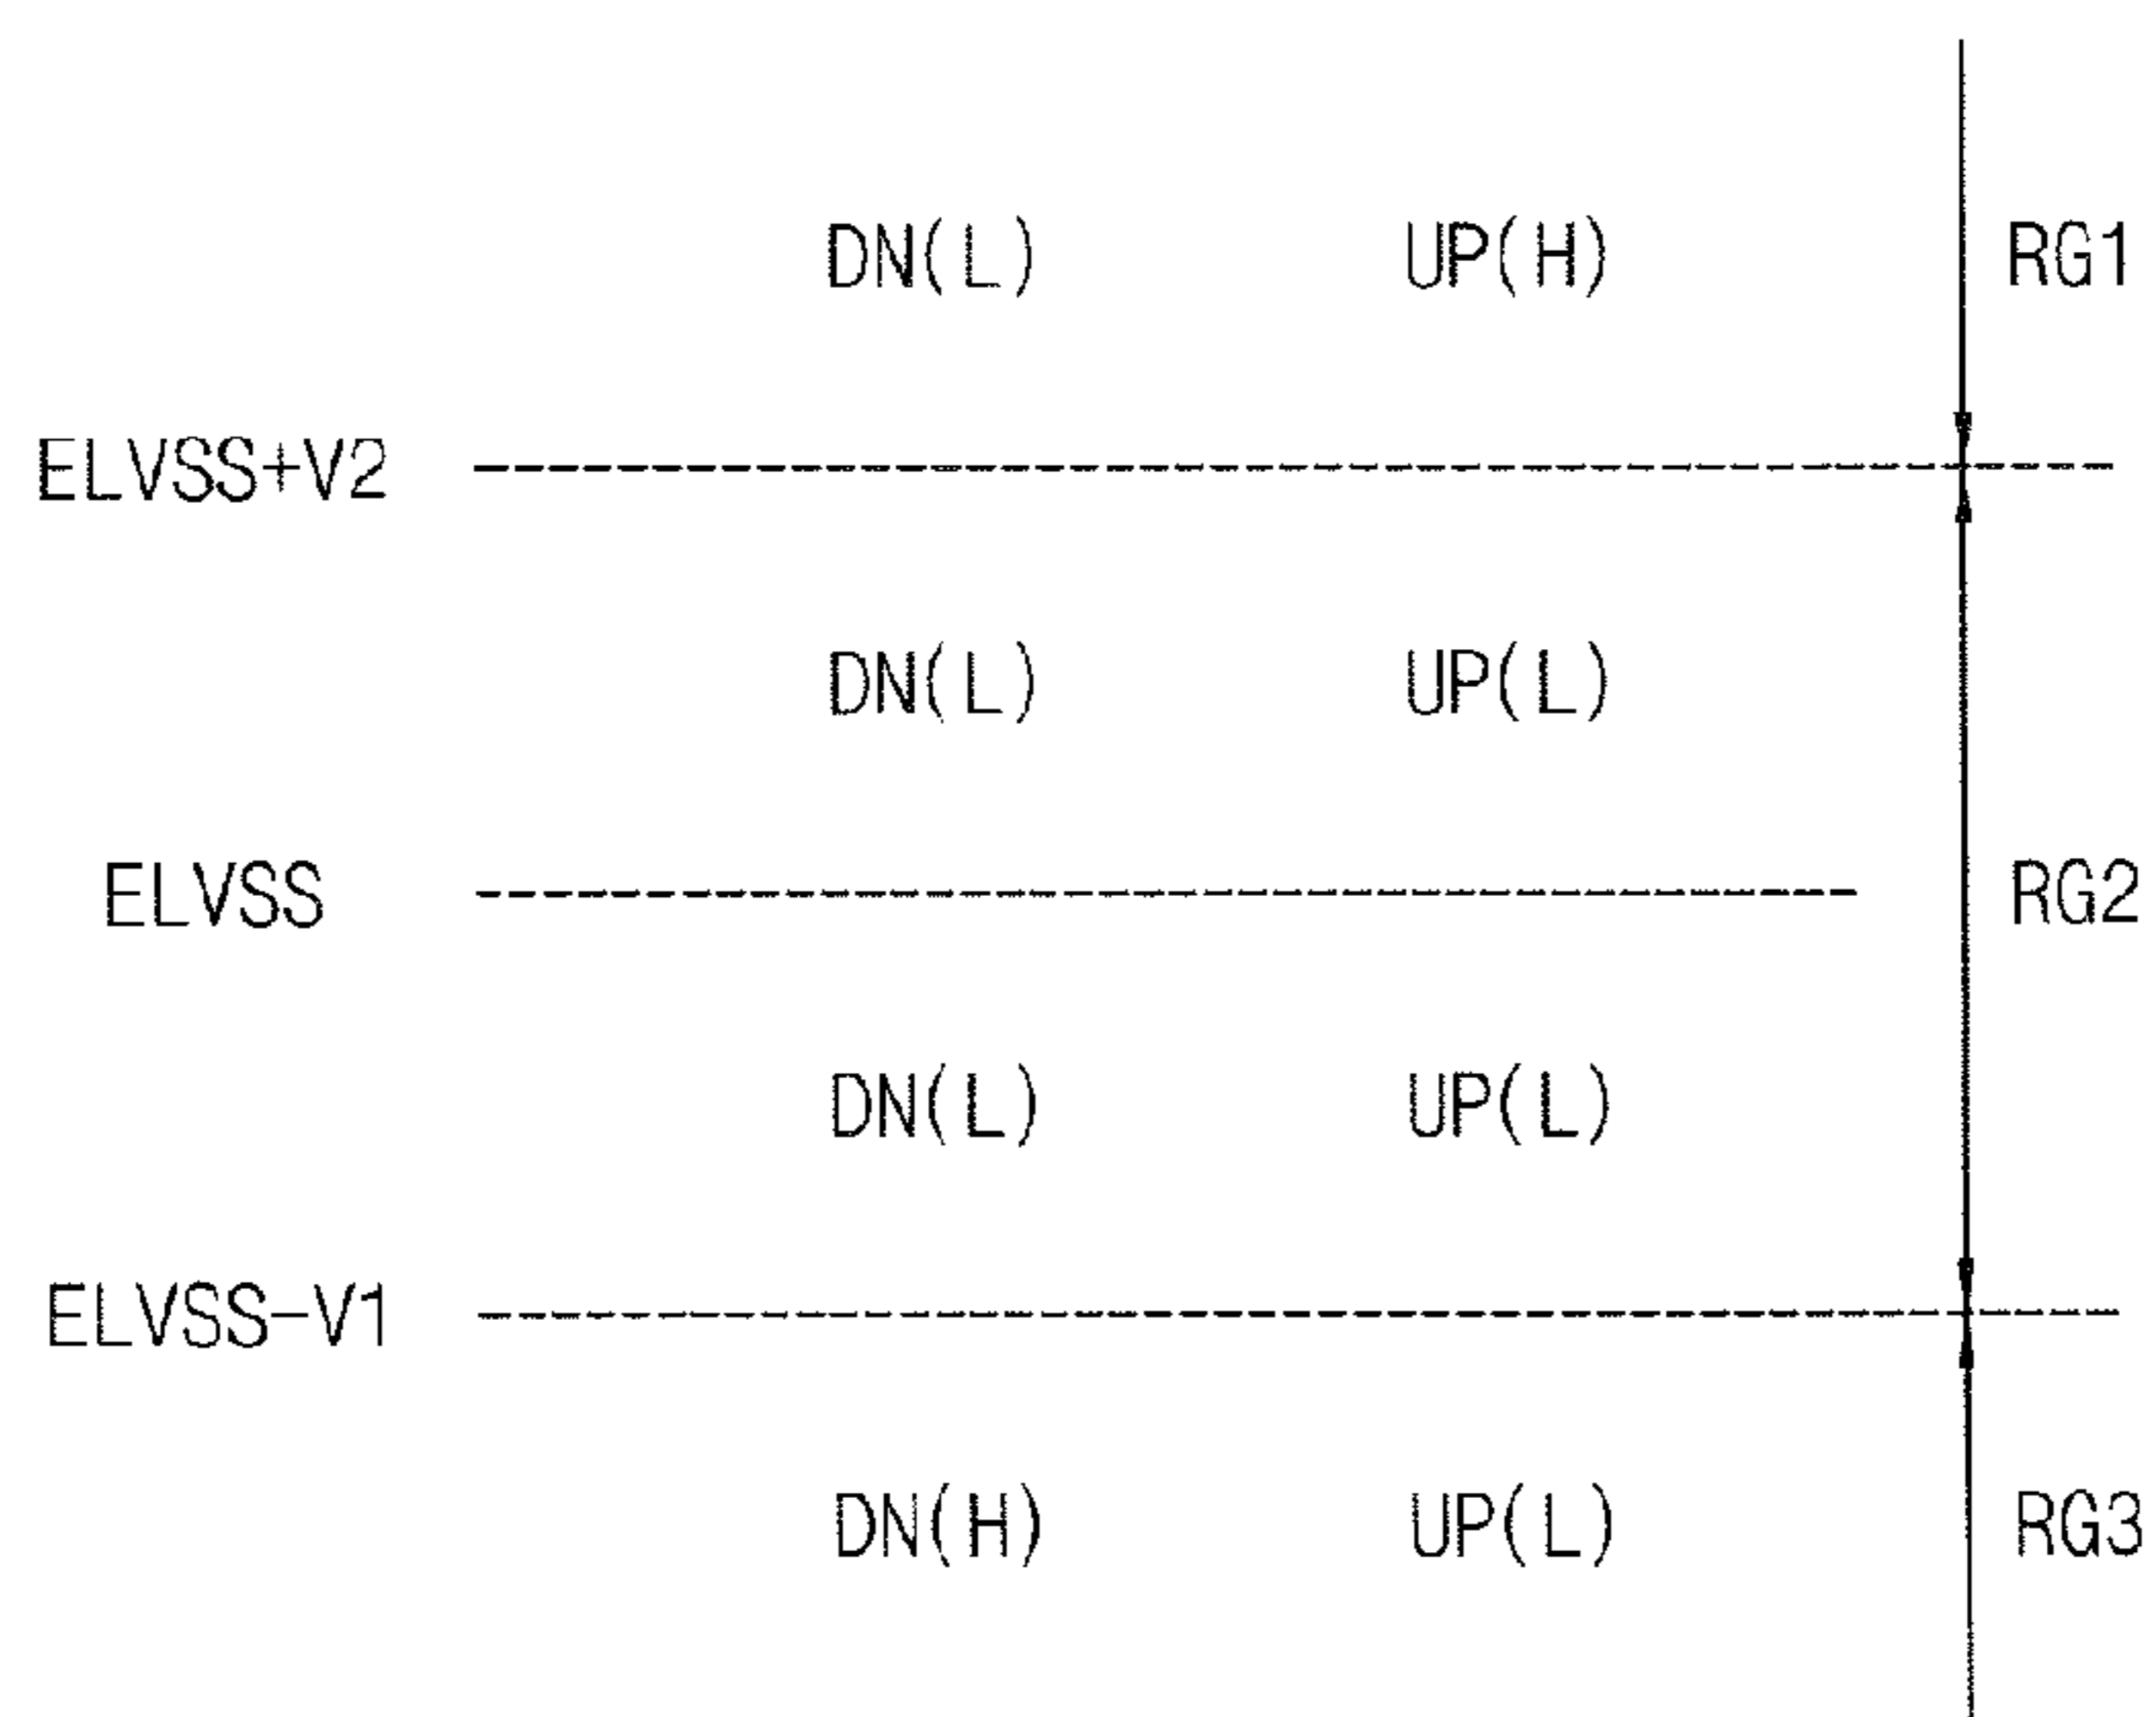 DN(L) UP(H) RG1
ELVSS+V2
DN(L) UP(L)
ELVSS RG2
DN(L) UP(L)
ELVSS-V1
DN(H) UP(L) RG3